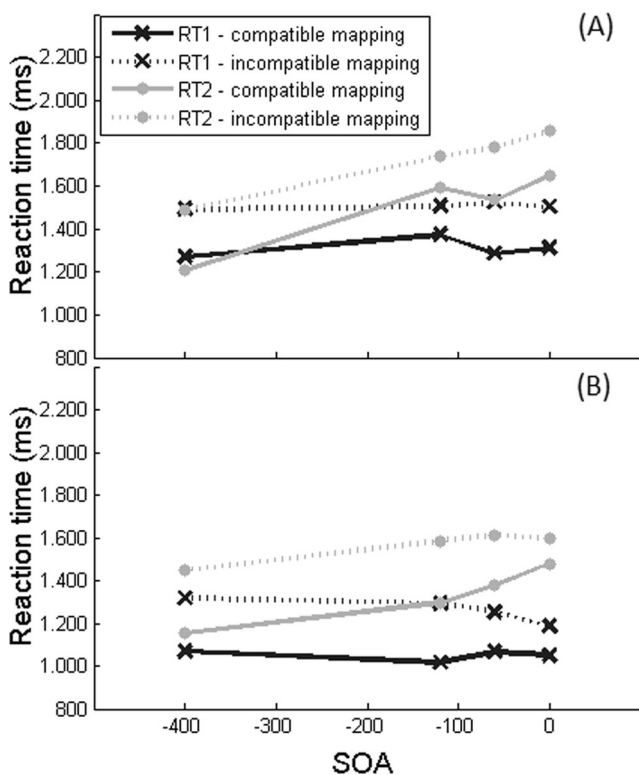 (A)
RT1 - compatible mapping
RT1 - incompatible mapping
RT2 - compatible mapping
RT2 - incompatible mapping
Reaction time (ms)
2.200
2.000
1.800
1.600
1.400
1.200
1.000
800
(B)
Reaction time (ms)
2.200
2.000
1.800
1.600
1.400
1.200
1.000
800
-400 -300 -200 -100 0
SOA